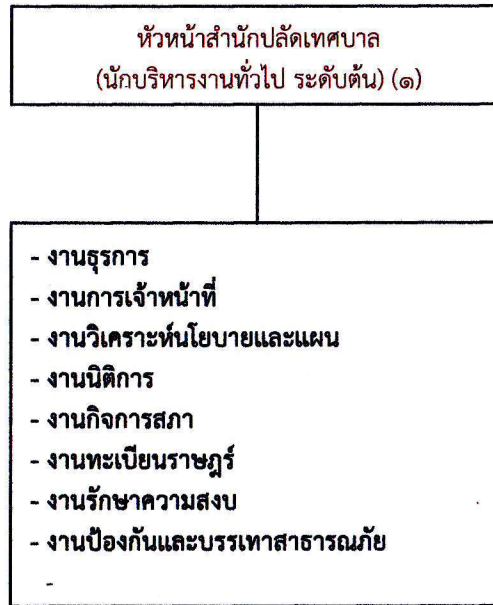 หัวหน้าสำนักปลัดเทศบาล
(นักบริหารงานทั่วไป ระดับต้น) (๑)
- งานธุรการ
- งานการเจ้าหน้าที่
- งานวิเคราะห์นโยบายและแผน
- งานนิติการ
- งานกิจการสภา
- งานทะเบียนราษฎร์
- งานรักษาความสงบ
- งานป้องกันและบรรเทาสาธารณภัย
-